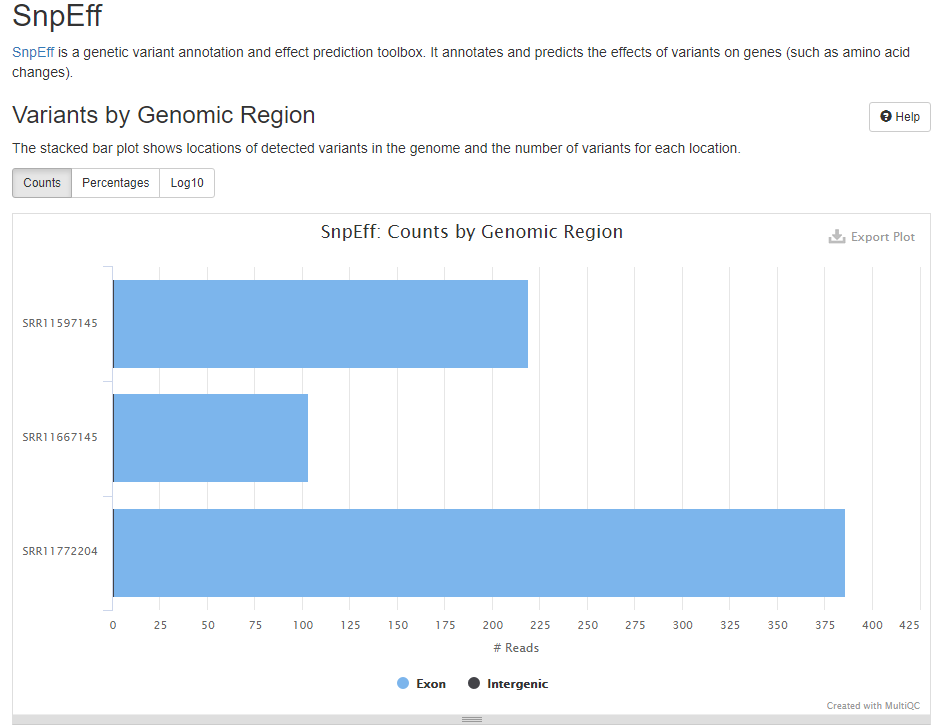 SnpEff
SnpEff is a genetic variant annotation and effect prediction toolbox. It annotates and predicts the effects of variants on genes (such as amino acid
changes).
Variants by Genomic Region
Help
The stacked bar plot shows locations of detected variants in the genome and the number of variants for each location.
Counts Percentages Log10
SnpEff: Counts by Genomic Region
Export Plot
SRR11597145
SRR11667145
SRR11772204
0 25 50 75 100 125 150 175 200 225 250 275 300 325 350 375 400 425
# Reads
Exon Intergenic
Created with MultiQC